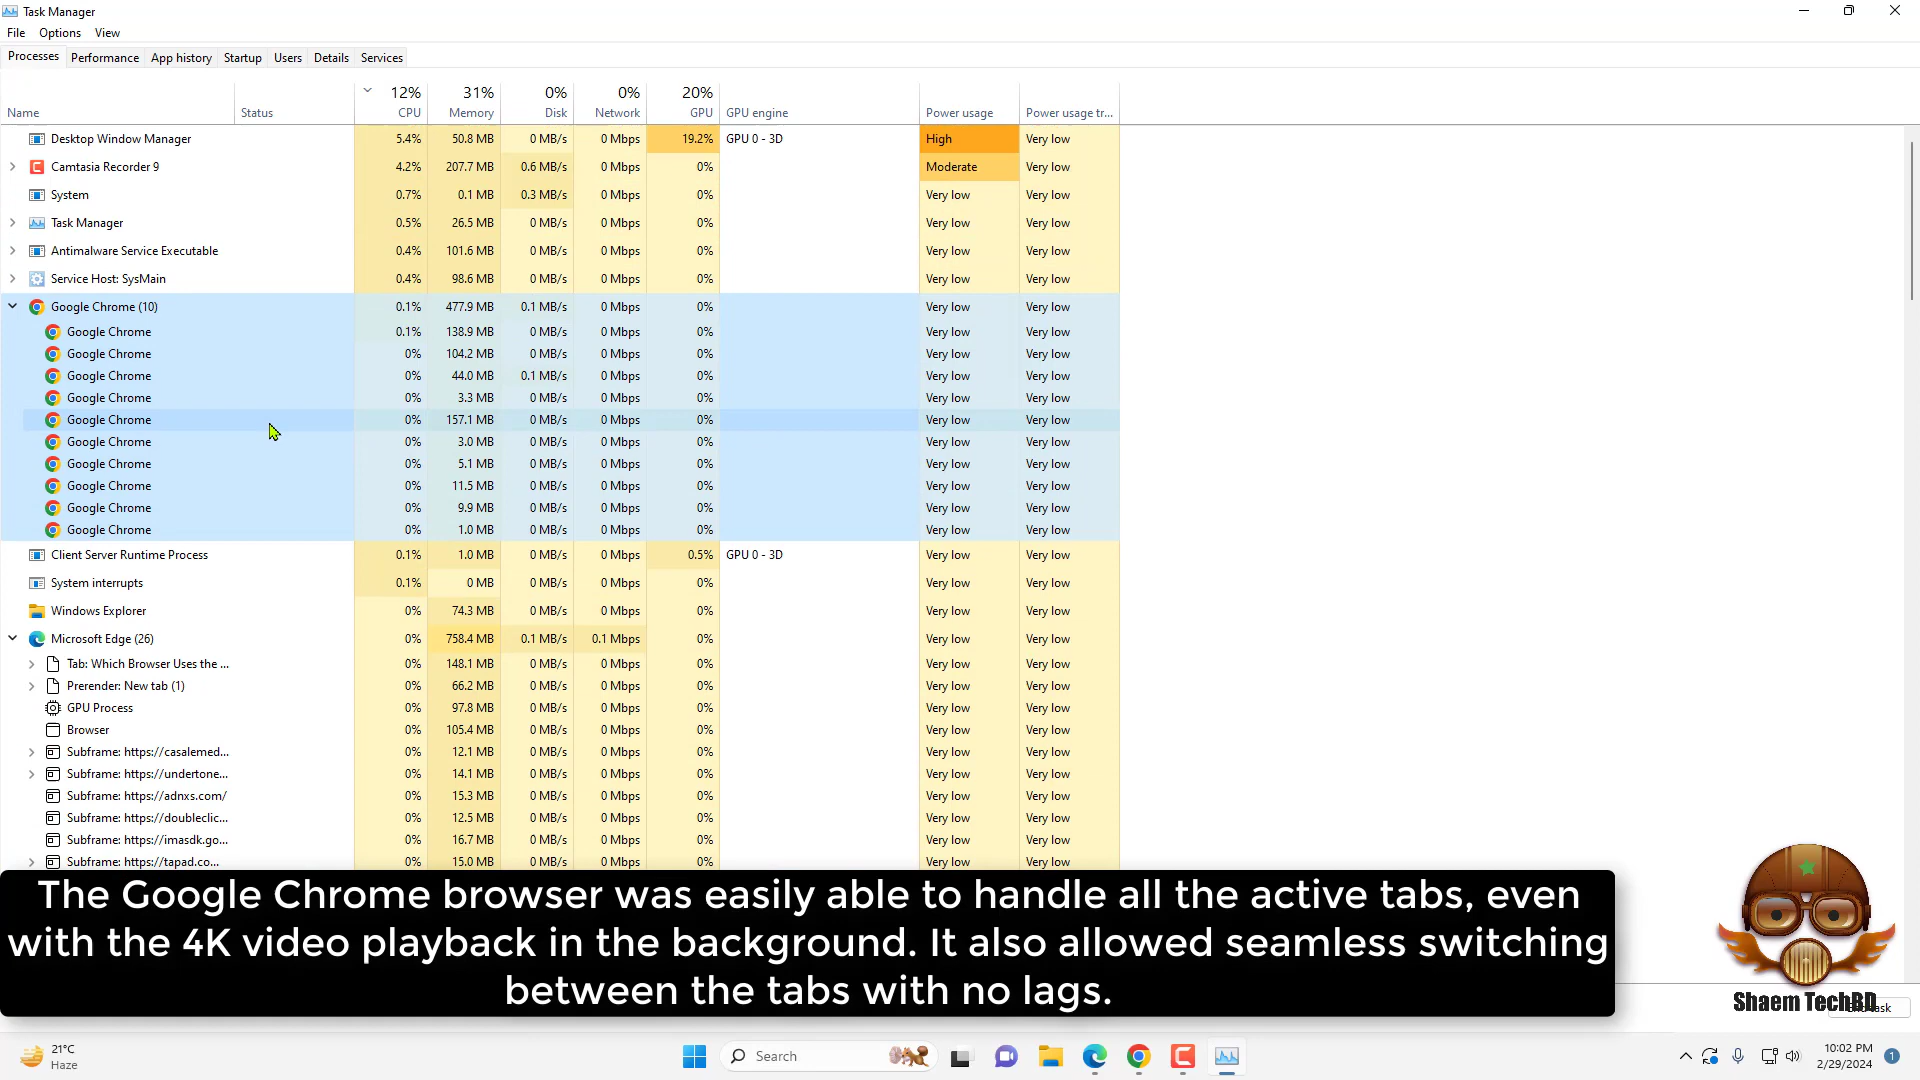 Task Manager
File Options View
Processes Performance App history Startup Users Details Services
12% 31% 0% 0% 20%
Name Status CPU Memory Disk Network GPU GPU engine Power usage Power usage tr...
Desktop Window Manager 5.4% 50.8 MB 0 MB/s 0 Mbps 19.2% GPU 0 - 3D High Very low
Camtasia Recorder 9 4.2% 207.7 MB 0.6 MB/s 0 Mbps 0% Moderate Very low
System 0.7% 0.1 MB 0.3 MB/s 0 Mbps 0% Very low Very low
Task Manager 0.5% 26.5 MB 0 MB/s 0 Mbps 0% Very low Very low
Antimalware Service Executable 0.4% 101.6 MB 0 MB/s 0 Mbps 0% Very low Very low
Service Host: SysMain 0.4% 98.6 MB 0 MB/s 0 Mbps 0% Very low Very low
Google Chrome (10) 0.1% 477.9 MB 0.1 MB/s 0 Mbps 0% Very low Very low
Google Chrome 0.1% 138.9 MB 0 MB/s 0 Mbps 0% Very low Very low
Google Chrome 0% 104.2 MB 0 MB/s 0 Mbps 0% Very low Very low
Google Chrome 0% 44.0 MB 0.1 MB/s 0 Mbps 0% Very low Very low
Google Chrome 0% 3.3 MB 0 MB/s 0 Mbps 0% Very low Very low
Google Chrome 0% 157.1 MB 0 MB/s 0 Mbps 0% Very low Very low
Google Chrome 0% 3.0 MB 0 MB/s 0 Mbps 0% Very low Very low
Google Chrome 0% 5.1 MB 0 MB/s 0 Mbps 0% Very low Very low
Google Chrome 0% 11.5 MB 0 MB/s 0 Mbps 0% Very low Very low
Google Chrome 0% 9.9 MB 0 MB/s 0 Mbps 0% Very low Very low
Google Chrome 0% 1.0 MB 0 MB/s 0 Mbps 0% Very low Very low
Client Server Runtime Process 0.1% 1.0 MB 0 MB/s 0 Mbps 0.5% GPU 0 - 3D Very low Very low
System interrupts 0.1% 0 MB 0 MB/s 0 Mbps 0% Very low Very low
Windows Explorer 0% 74.3 MB 0 MB/s 0 Mbps 0% Very low Very low
Microsoft Edge (26) 0% 758.4 MB 0.1 MB/s 0.1 Mbps 0% Very low Very low
Tab: Which Browser Uses the ... 0% 148.1 MB 0 MB/s 0 Mbps 0% Very low Very low
Prerender: New tab (1) 0% 66.2 MB 0 MB/s 0 Mbps 0% Very low Very low
GPU Process 0% 97.8 MB 0 MB/s 0 Mbps 0% Very low Very low
Browser 0% 105.4 MB 0 MB/s 0 Mbps 0% Very low Very low
Subframe: https://casalemed... 0% 12.1 MB 0 MB/s 0 Mbps 0% Very low Very low
Subframe: https://undertone... 0% 14.1 MB 0 MB/s 0 Mbps 0% Very low Very low
Subframe: https://adnxs.com/ 0% 15.3 MB 0 MB/s 0 Mbps 0% Very low Very low
Subframe: https://doubleclic... 0% 12.5 MB 0 MB/s 0 Mbps 0% Very low Very low
Subframe: https://imasdk.go... 0% 16.7 MB 0 MB/s 0 Mbps 0% Very low Very low
Subframe: https://tapad.co... 0% 15.0 MB 0 MB/s 0 Mbps 0% Very low Very low
The Google Chrome browser was easily able to handle all the active tabs, even
with the 4K video playback in the background. It also allowed seamless switching
between the tabs with no lags.
Shaem TechBD
21°C
Haze
Search
10:02 PM
2/29/2024
1